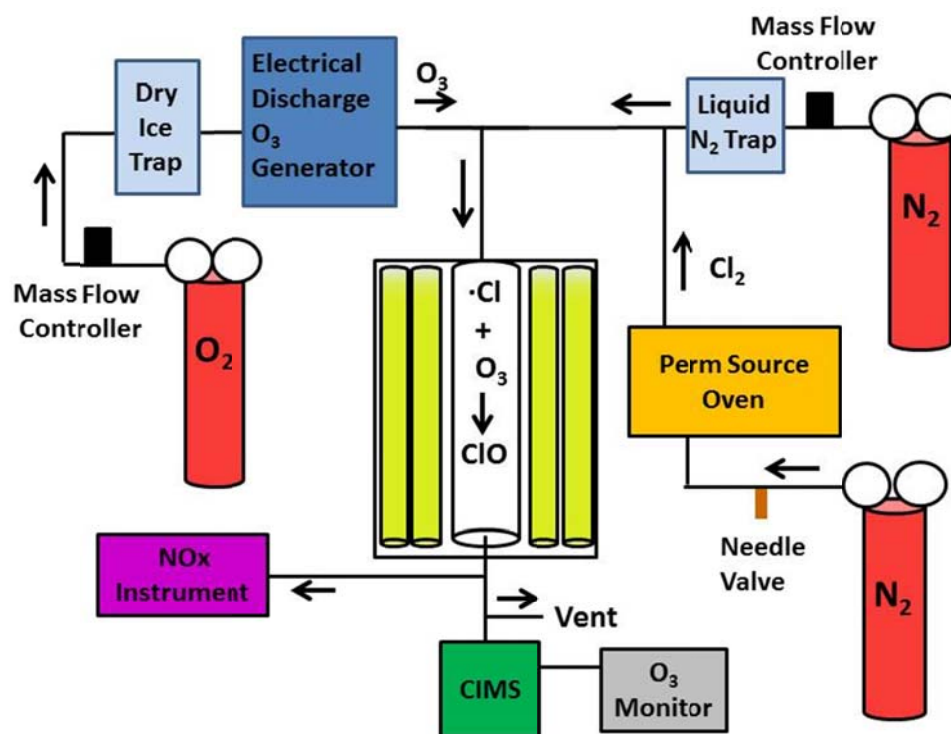 Mass Flow
Controller
Dry
Ice
Trap
Electrical
Discharge
O₃
Generator
O₃
Liquid
N₂ Trap
N₂
Mass Flow
Controller
O₂
·Cl
+
O₃
ClO
Cl₂
Perm Source
Oven
Needle
Valve
N₂
NOx
Instrument
Vent
CIMS
O₃
Monitor